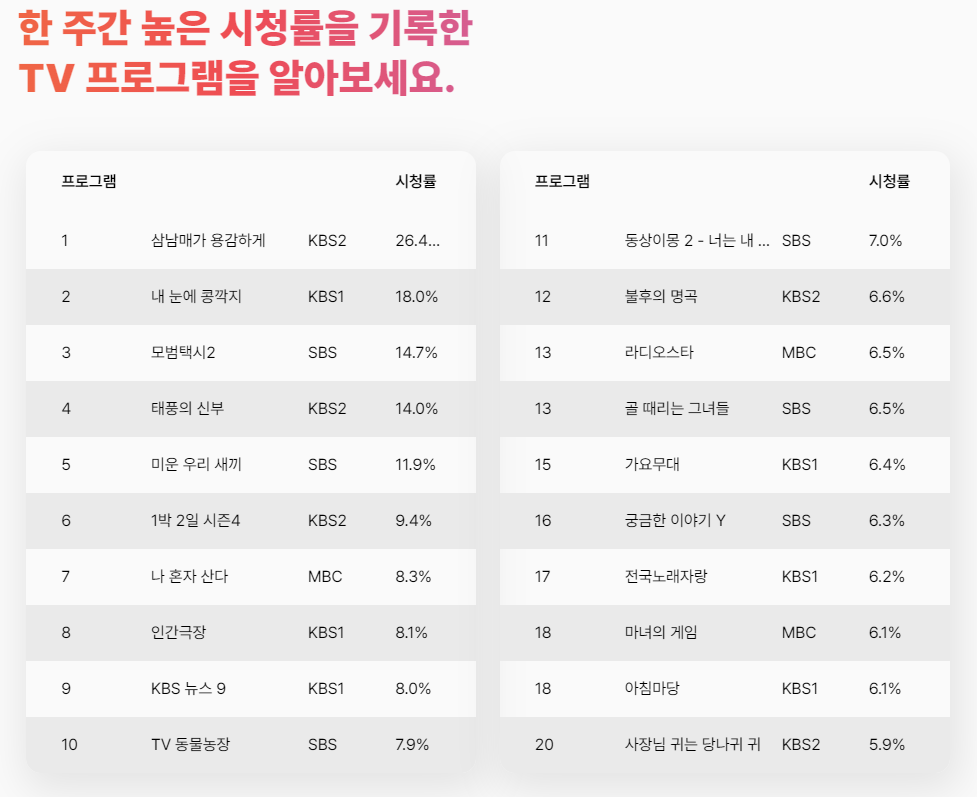 한 주간 높은 시청률을 기록한
TV 프로그램을 알아보세요.
프로그램 시청률
1 삼남매가 용감하게 KBS2 26.4...
2 내 눈에 콩깍지 KBS1 18.0%
3 모범택시2 SBS 14.7%
4 태풍의 신부 KBS2 14.0%
5 미운 우리 새끼 SBS 11.9%
6 1박 2일 시즌4 KBS2 9.4%
7 나 혼자 산다 MBC 8.3%
8 인간극장 KBS1 8.1%
9 KBS 뉴스 9 KBS1 8.0%
10 TV 동물농장 SBS 7.9%
프로그램 시청률
11 동상이몽 2 - 너는 내 ... SBS 7.0%
12 불후의 명곡 KBS2 6.6%
13 라디오스타 MBC 6.5%
13 골 때리는 그녀들 SBS 6.5%
15 가요무대 KBS1 6.4%
16 궁금한 이야기 Y SBS 6.3%
17 전국노래자랑 KBS1 6.2%
18 마녀의 게임 MBC 6.1%
18 아침마당 KBS1 6.1%
20 사장님 귀는 당나귀 귀 KBS2 5.9%